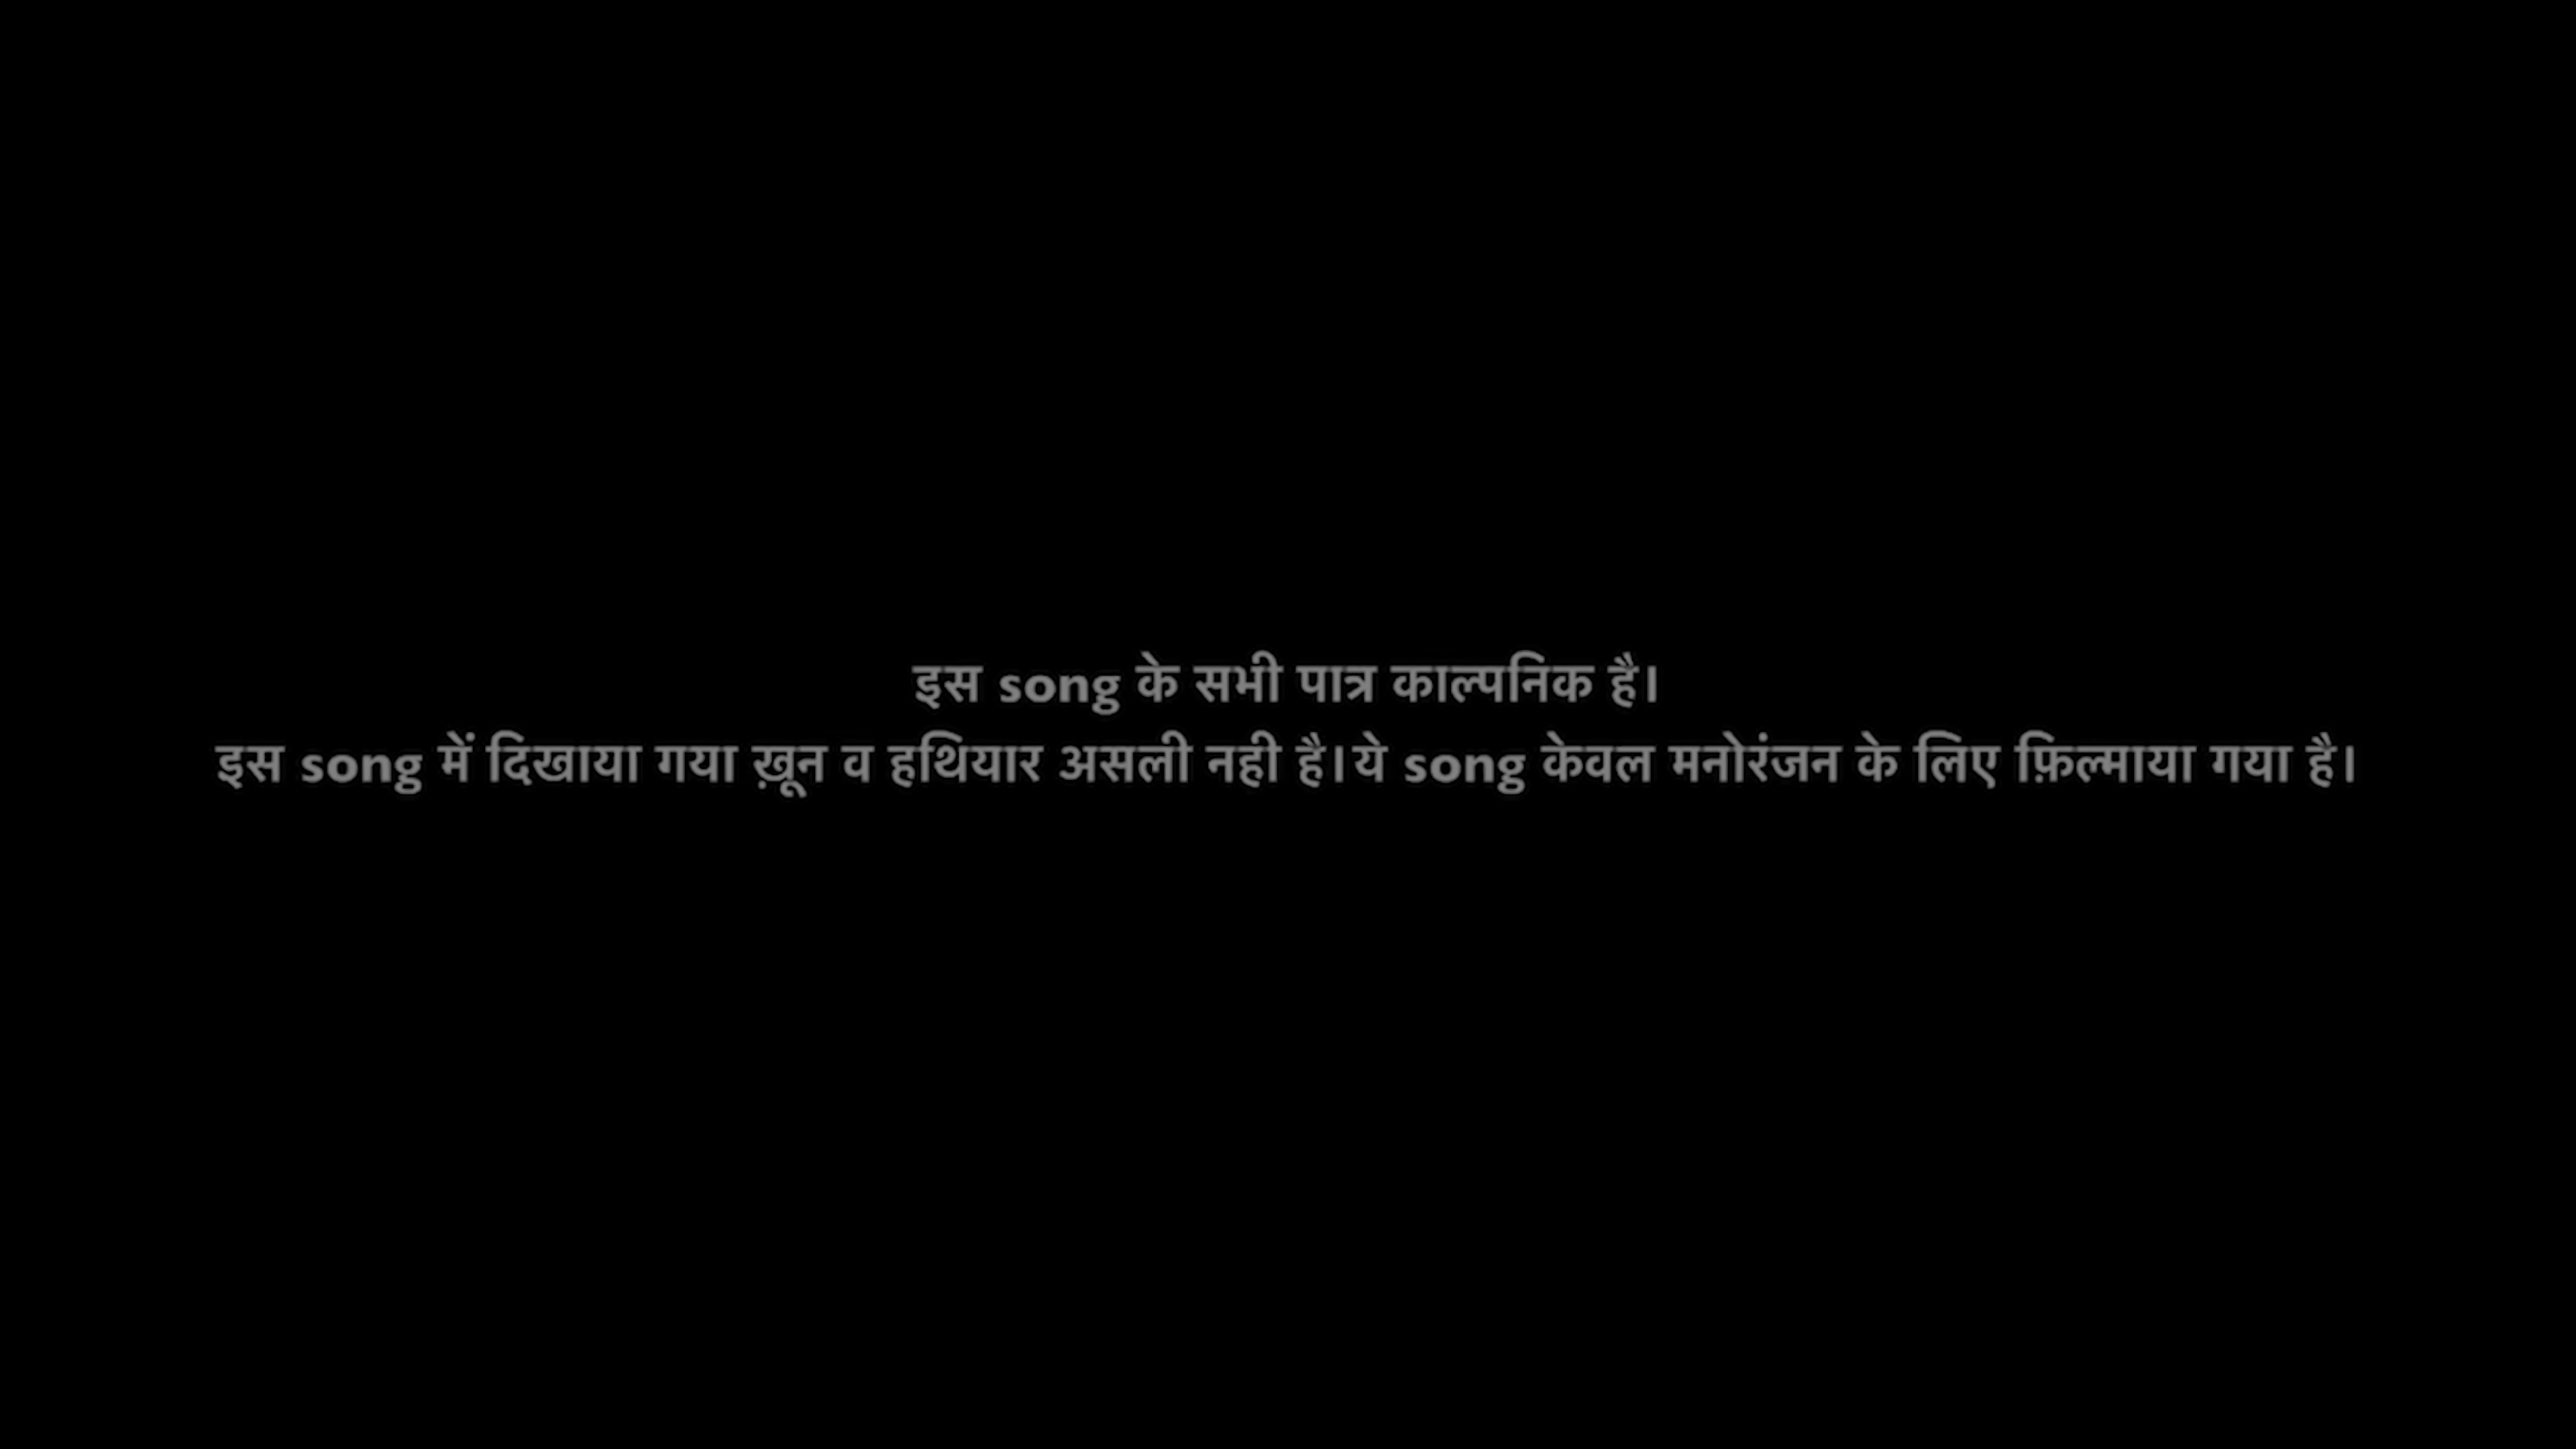 इस song के सभी पात्र काल्पनिक है।
इस song में दिखाया गया ख़ून व हथियार असली नही है।ये song केवल मनोरंजन के लिए फ़िल्माया गया है।